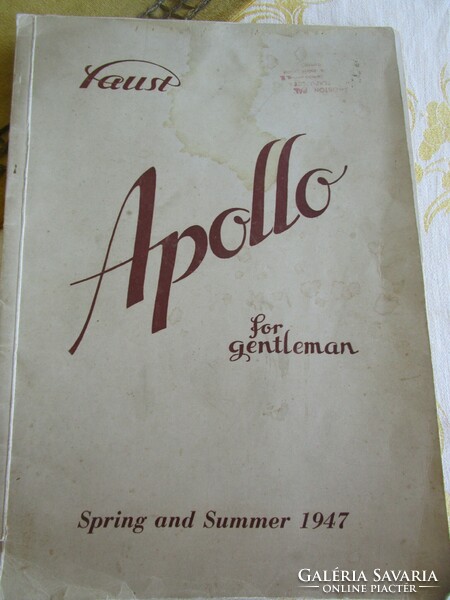 Faust
Apollo
for
gentleman
Spring and Summer 1947
GALÉRIA SAVARIA
ONLINE PIACTÉR